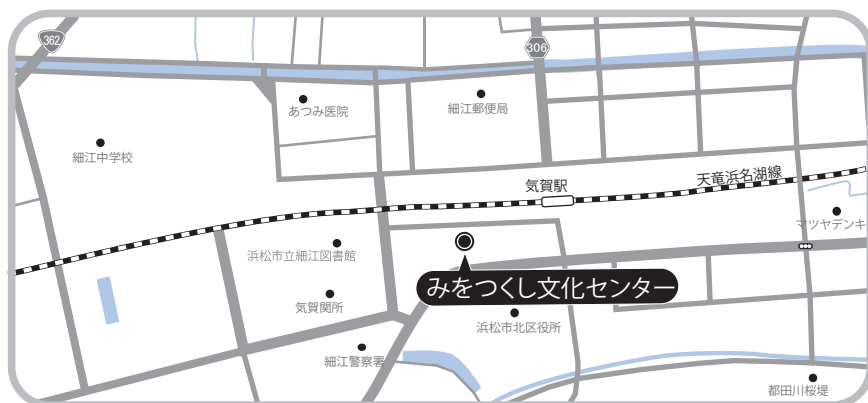 362
306
あつみ医院
細江郵便局
細江中学校
気賀駅
天竜浜名湖線
マツヤデンキ
浜松市立細江図書館
みをつくし文化センター
気賀関所
浜松市北区役所
細江警察署
都田川桜堤